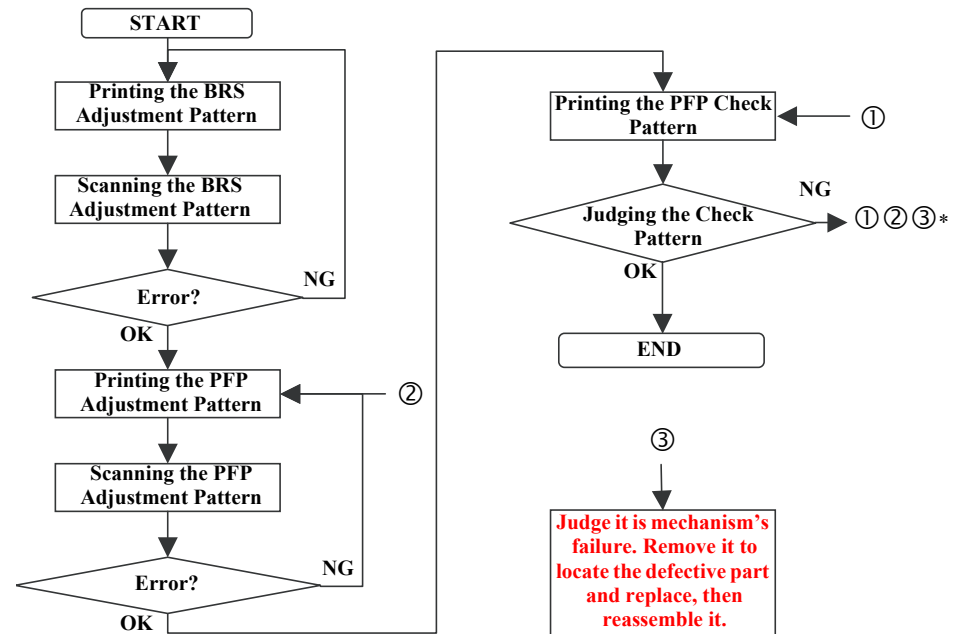 START
Printing the BRS
Adjustment Pattern
Scanning the BRS
Adjustment Pattern
Error?
NG
OK
Printing the PFP
Adjustment Pattern
②
Scanning the PFP
Adjustment Pattern
Error?
NG
OK
Printing the PFP Check
Pattern
①
Judging the Check
Pattern
NG
①②③*
OK
END
③
Judge it is mechanism’s
failure. Remove it to
locate the defective part
and replace, then
reassemble it.